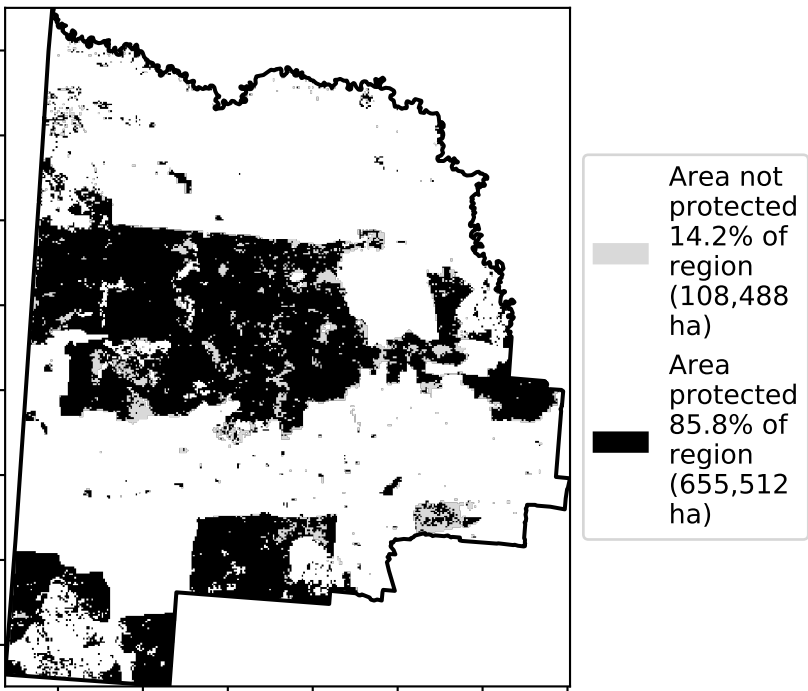 Area not
protected
14.2% of
region
(108,488
ha)
Area
protected
85.8% of
region
(655,512
ha)